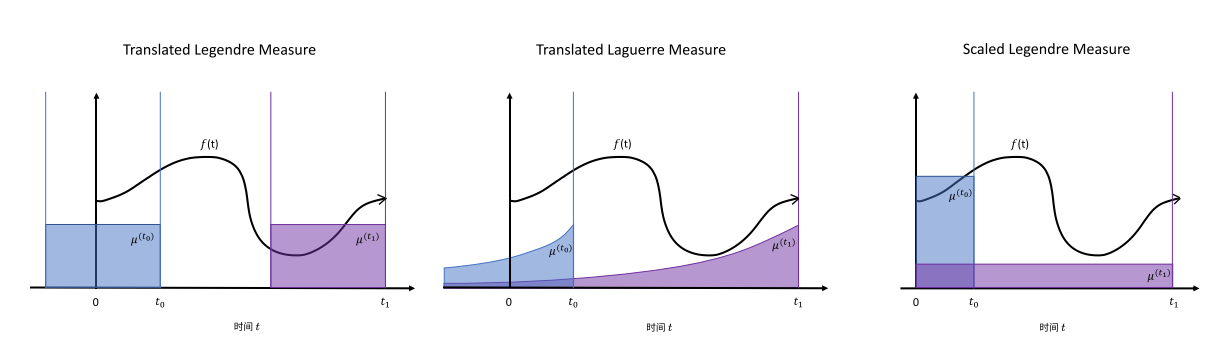 Translated Legendre Measure
f(t)
μ^(t₀)
μ^(t₁)
0
t₀
t₁
时间 t
Translated Laguerre Measure
f(t)
μ^(t₀)
μ^(t₁)
0
t₀
t₁
时间 t
Scaled Legendre Measure
f(t)
μ^(t₀)
μ^(t₁)
0
t₀
t₁
时间 t